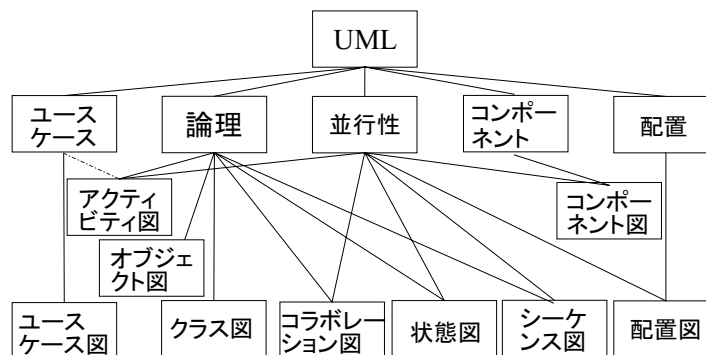 UML
ユース
ケース
論理
並行性
コンポー
ネント
配置
アクティ
ビティ図
コンポー
ネント図
オブジェ
クト図
ユース
ケース図
クラス図
コラボレー
ション図
状態図
シーケ
ンス図
配置図